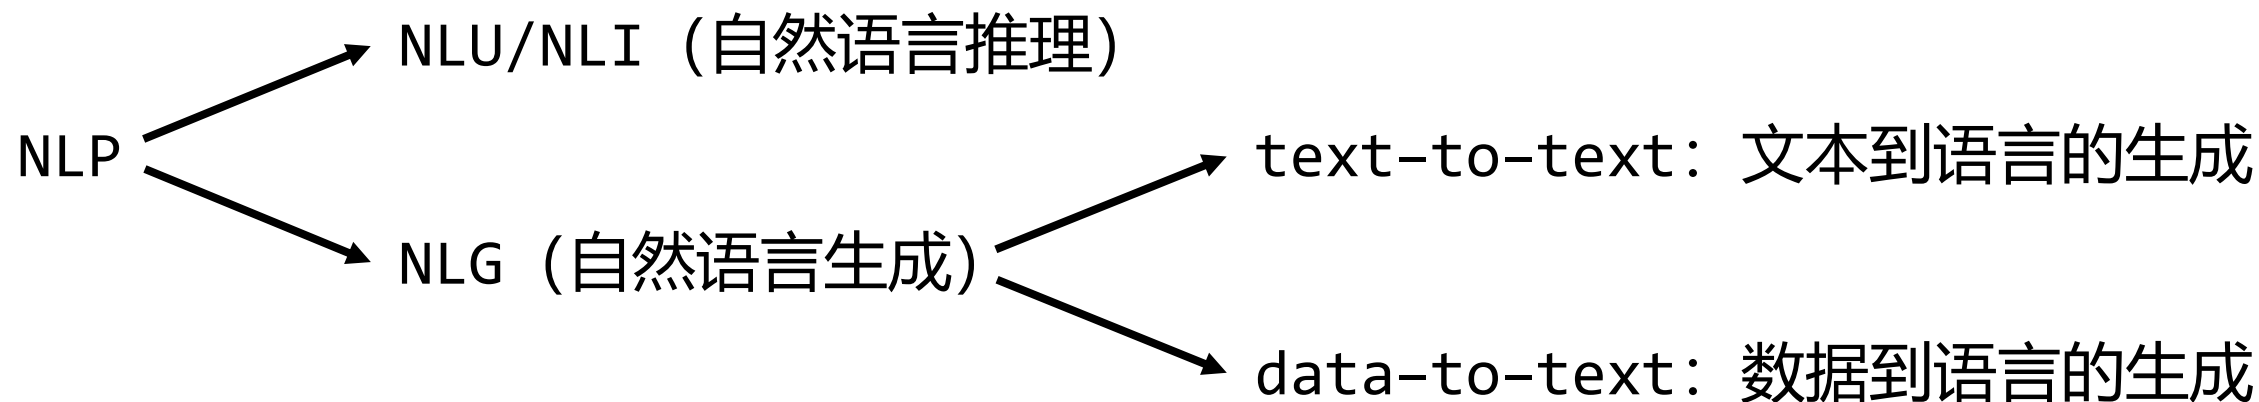 NLU/NLI（自然语言推理）
NLP
text-to-text：文本到语言的生成
NLG（自然语言生成）
data-to-text：数据到语言的生成